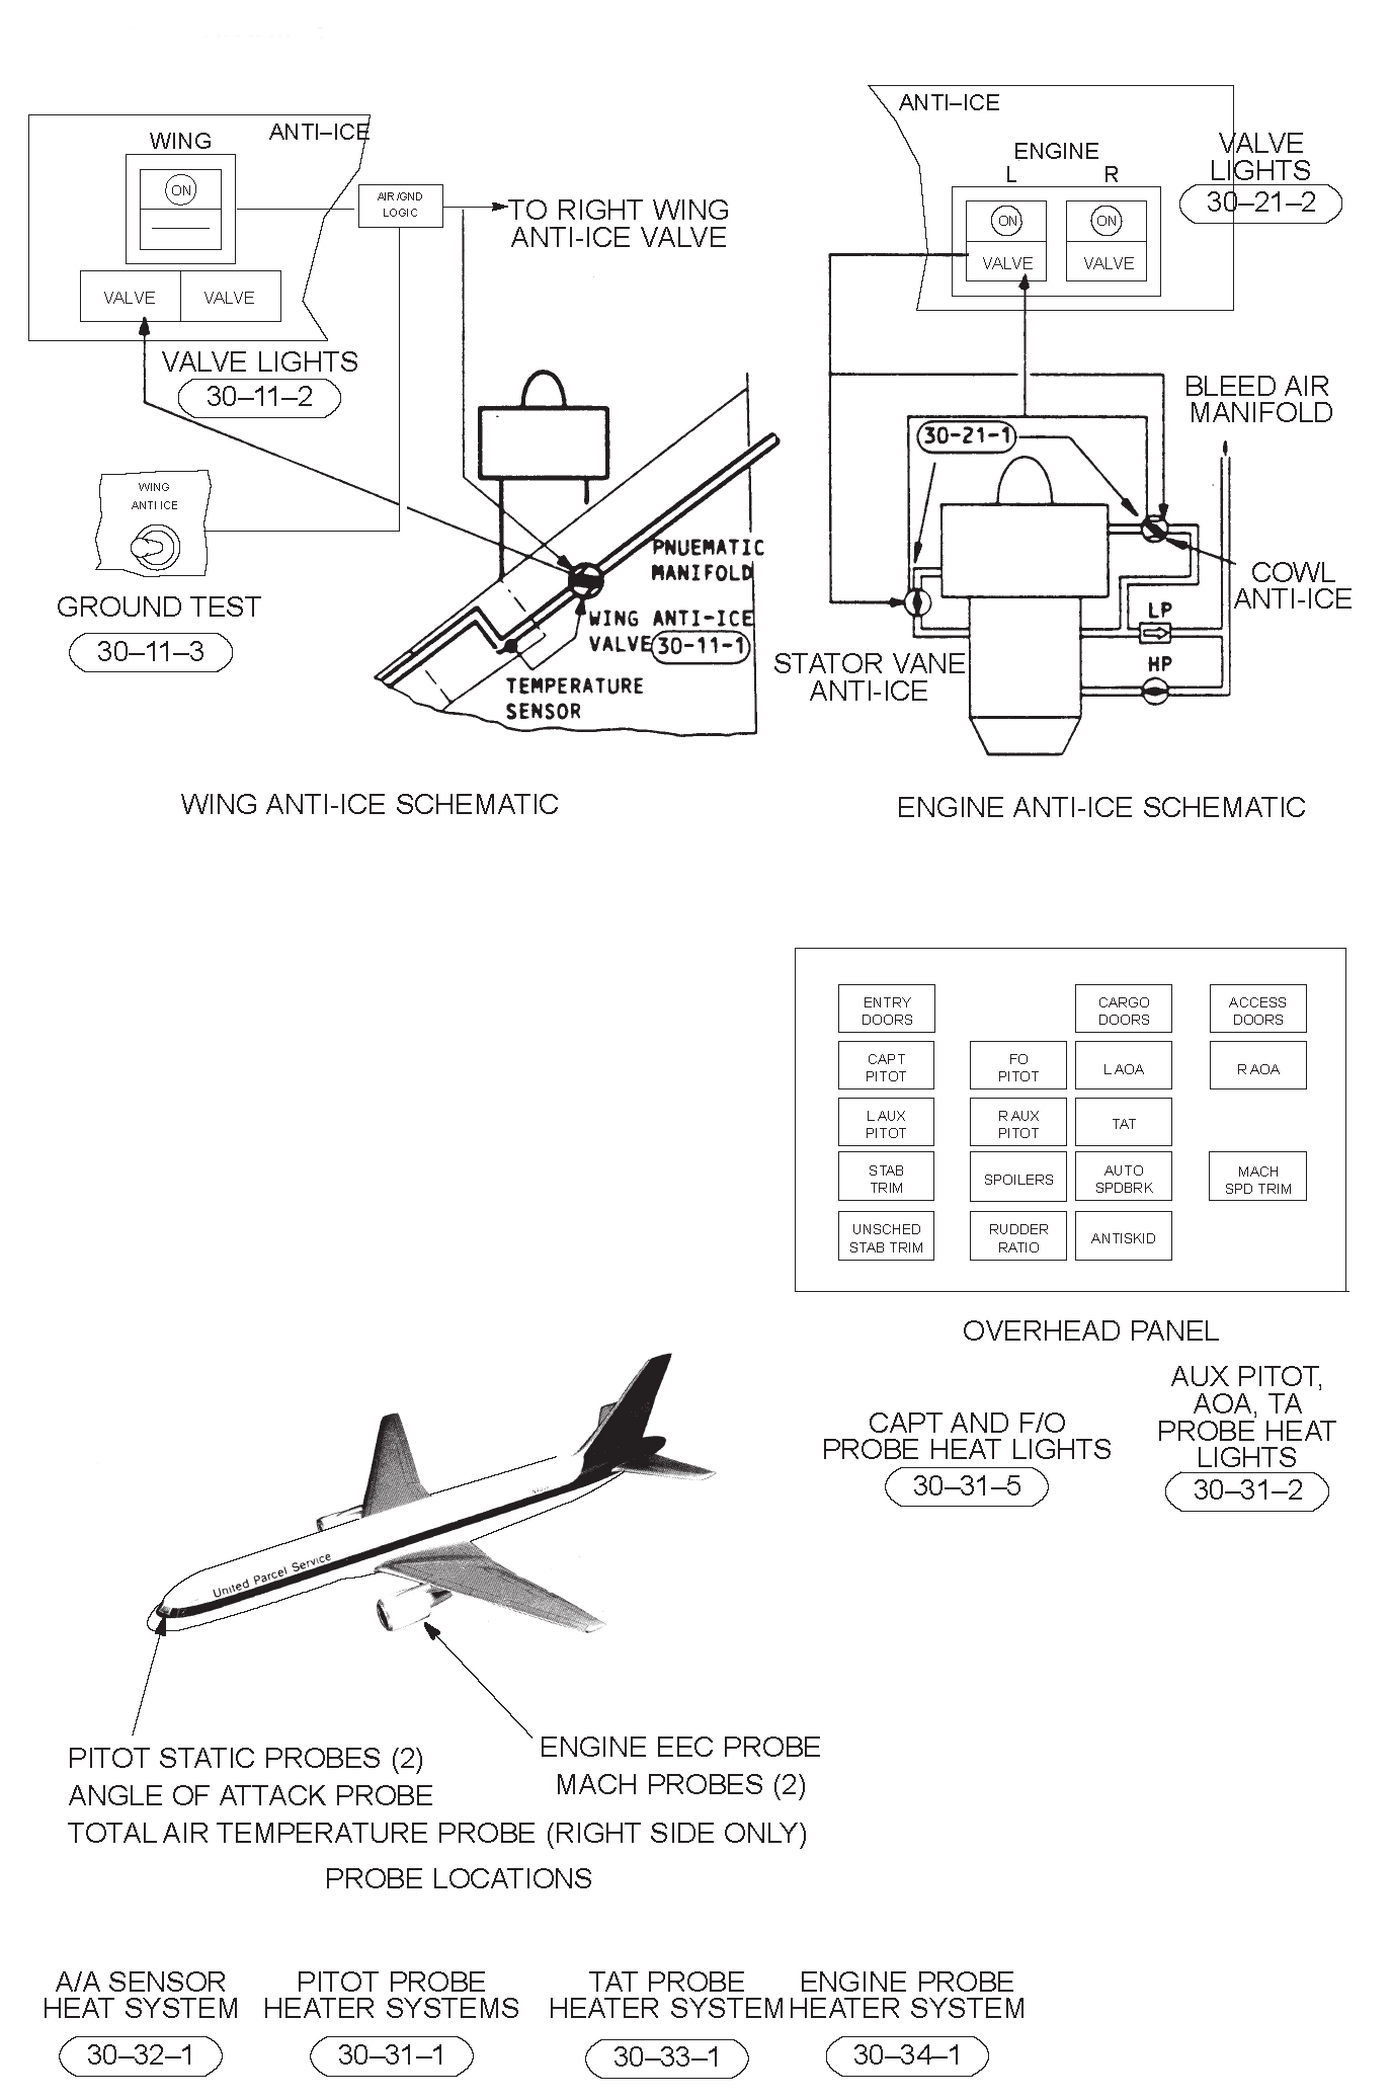 ANTI–ICE
WING
ON
VALVE
VALVE
AIR/GND
LOGIC
TO RIGHT WING
ANTI-ICE VALVE
VALVE LIGHTS
30–11–2
WING
ANTI ICE
GROUND TEST
30–11–3
PNUEMATIC
MANIFOLD
WING ANTI-ICE
VALVE 30-11-1
TEMPERATURE
SENSOR
WING ANTI-ICE SCHEMATIC
ANTI–ICE
ENGINE
L R
ON ON
VALVE VALVE
VALVE
LIGHTS
30–21–2
BLEED AIR
MANIFOLD
30-21-1
COWL
ANTI-ICE
LP
HP
STATOR VANE
ANTI-ICE
ENGINE ANTI-ICE SCHEMATIC
ENTRY
DOORS
CARGO
DOORS
ACCESS
DOORS
CAPT
PITOT
FO
PITOT
L AOA
R AOA
L AUX
PITOT
R AUX
PITOT
TAT
STAB
TRIM
SPOILERS
AUTO
SPDBRK
MACH
SPD TRIM
UNSCHED
STAB TRIM
RUDDER
RATIO
ANTISKID
OVERHEAD PANEL
CAPT AND F/O
PROBE HEAT LIGHTS
30–31–5
AUX PITOT,
AOA, TA
PROBE HEAT
LIGHTS
30–31–2
United Parcel Service
PITOT STATIC PROBES (2)
ANGLE OF ATTACK PROBE
TOTAL AIR TEMPERATURE PROBE (RIGHT SIDE ONLY)
ENGINE EEC PROBE
MACH PROBES (2)
PROBE LOCATIONS
A/A SENSOR
HEAT SYSTEM
30–32–1
PITOT PROBE
HEATER SYSTEMS
30–31–1
TAT PROBE
HEATER SYSTEM
30–33–1
ENGINE PROBE
HEATER SYSTEM
30–34–1